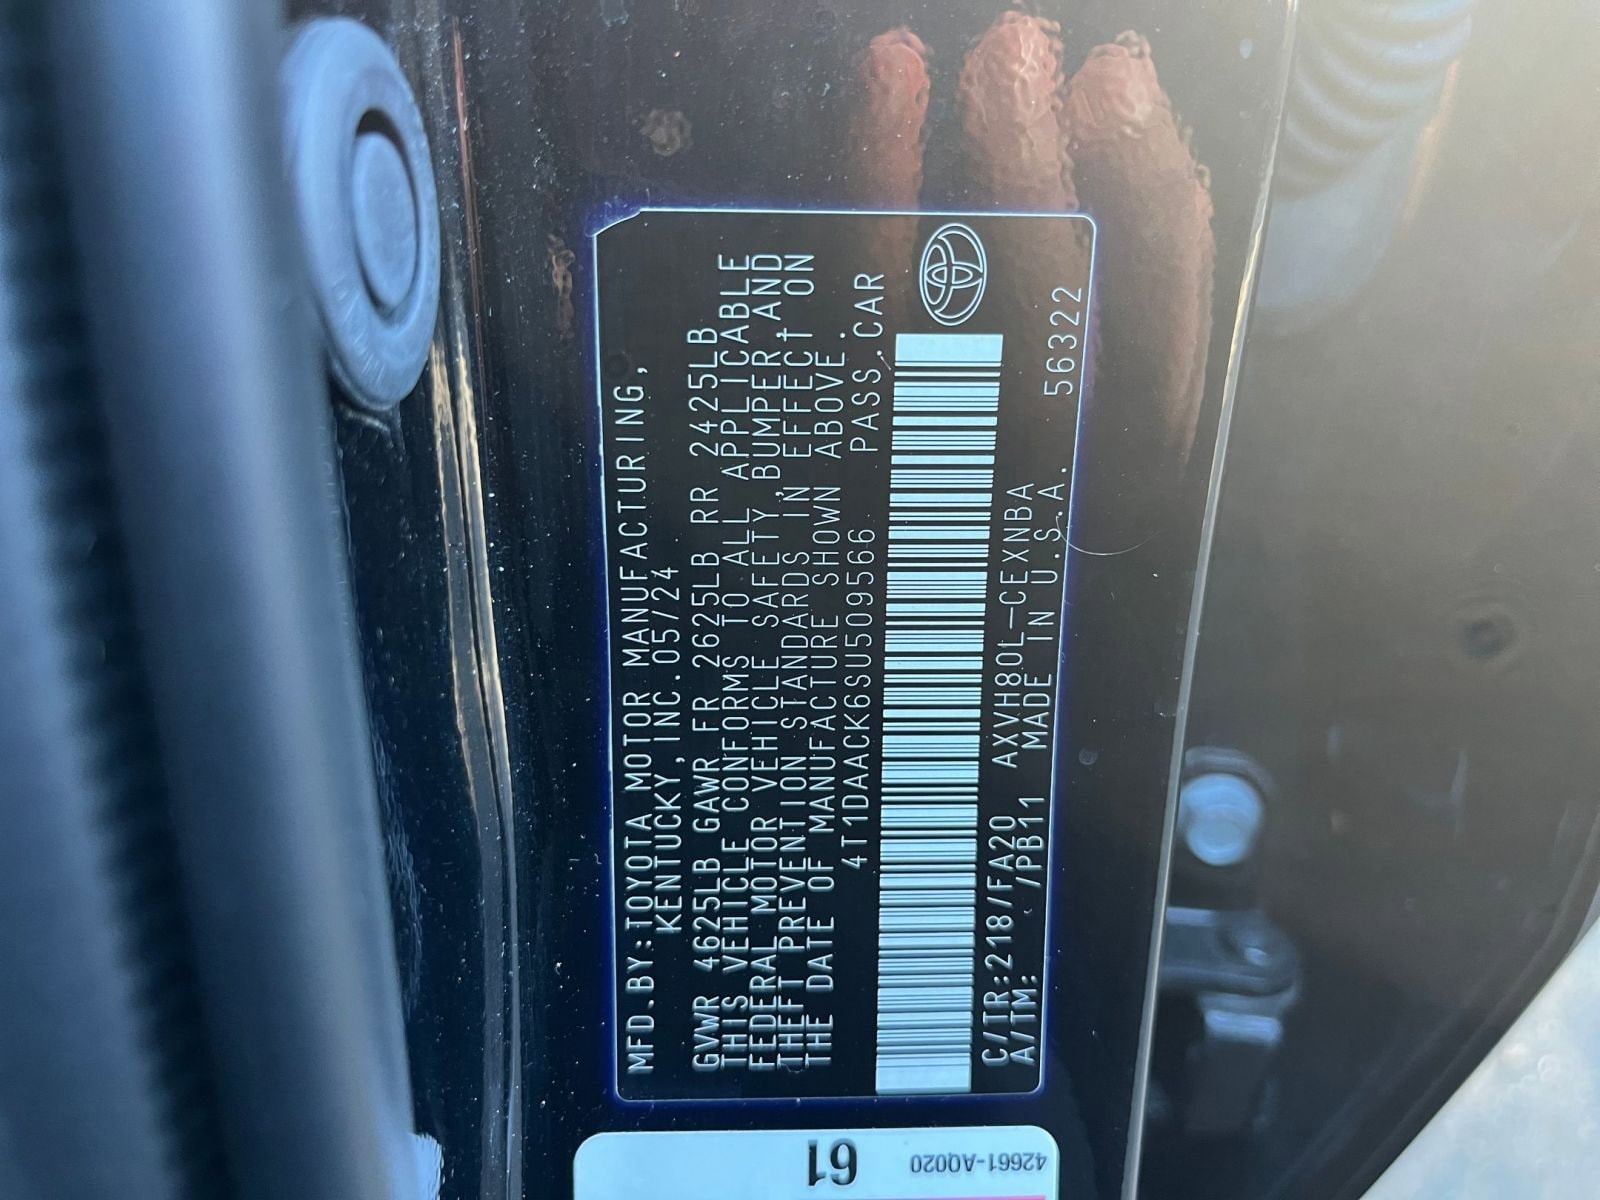 MFD.BY:TOYOTA MOTOR MANUFACTURING,
KENTUCKY,INC.05/24
GVWR 4625LB GAWR FR 2625LB RR 2425LB
THIS VEHICLE CONFORMS TO ALL APPLICABLE
FEDERAL MOTOR VEHICLE SAFETY, BUMPER, AND
THEFT PREVENTION STANDARDS IN EFFECT ON
THE DATE OF MANUFACTURE SHOWN ABOVE.
4T1DAACK6SU509566 PASS.CAR
C/TR:218/FA20 AXVH80L-CEXNBA
A/TM: /PB11 MADE IN U.S.A. 56322
61
42661-AQ020